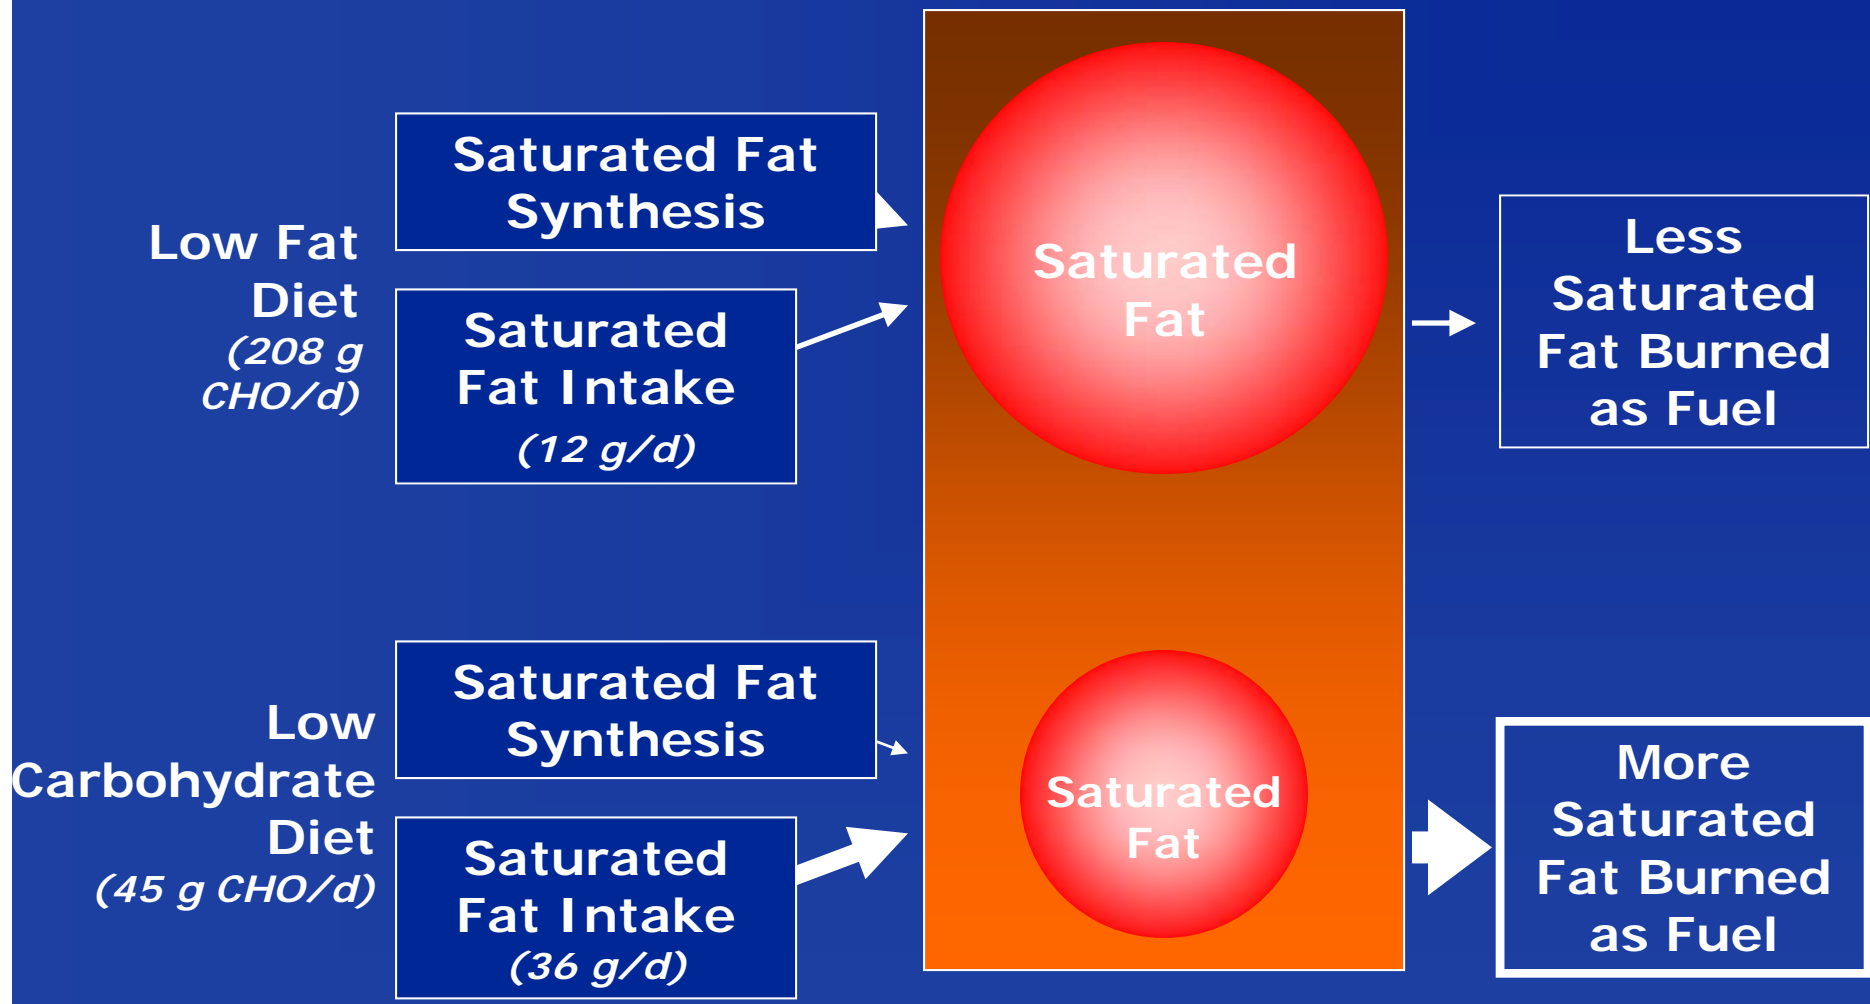 Low Fat
Diet
(208 g
CHO/d)
Saturated Fat
Synthesis
Saturated
Fat Intake
(12 g/d)
Saturated
Fat
Less
Saturated
Fat Burned
as Fuel
Low
Carbohydrate
Diet
(45 g CHO/d)
Saturated Fat
Synthesis
Saturated
Fat Intake
(36 g/d)
Saturated
Fat
More
Saturated
Fat Burned
as Fuel